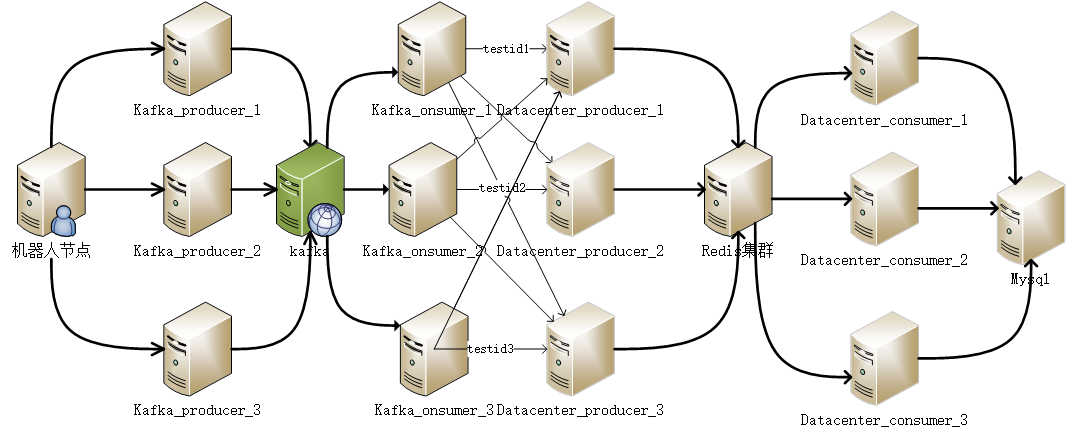 testid1
Kafka_producer_1
Kafka_onsumer_1
Datacenter_producer_1
Datacenter_consumer_1
testid2
机器人节点
Kafka_producer_2
kafka
Kafka_onsumer_2
Datacenter_producer_2
Redis集群
Datacenter_consumer_2
Mysql
testid3
Kafka_producer_3
Kafka_onsumer_3
Datacenter_producer_3
Datacenter_consumer_3